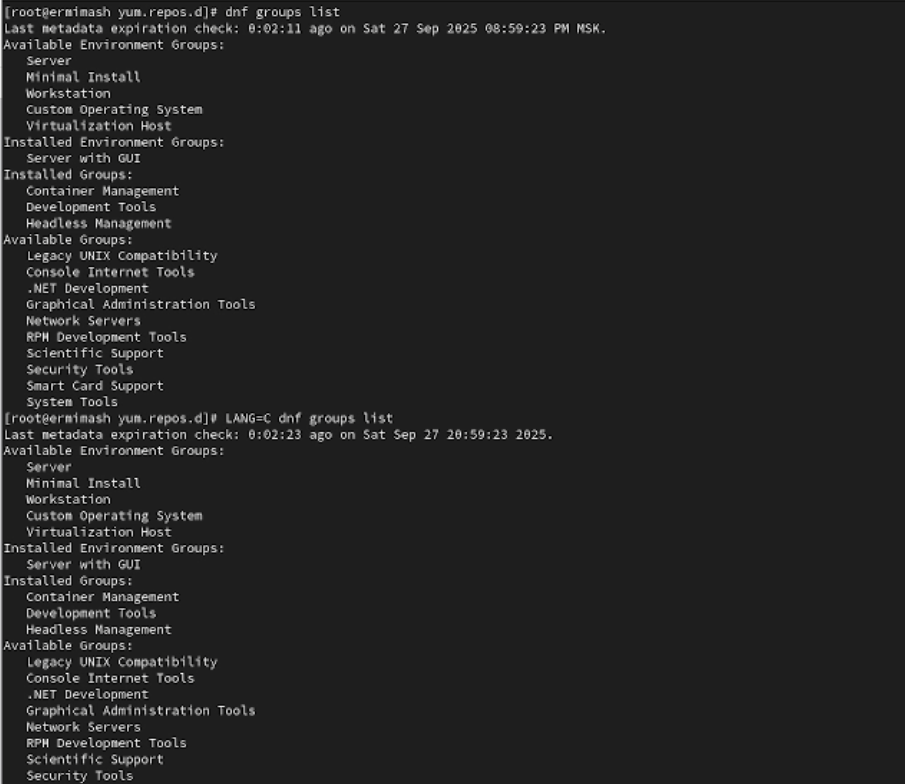 [root@ermimash yum.repos.d]# dnf groups list
Last metadata expiration check: 0:02:11 ago on Sat 27 Sep 2025 08:59:23 PM MSK.
Available Environment Groups:
Server
Minimal Install
Workstation
Custom Operating System
Virtualization Host
Installed Environment Groups:
Server with GUI
Installed Groups:
Container Management
Development Tools
Headless Management
Available Groups:
Legacy UNIX Compatibility
Console Internet Tools
.NET Development
Graphical Administration Tools
Network Servers
RPM Development Tools
Scientific Support
Security Tools
Smart Card Support
System Tools
[root@ermimash yum.repos.d]# LANG=C dnf groups list
Last metadata expiration check: 0:02:23 ago on Sat Sep 27 20:59:23 2025.
Available Environment Groups:
Server
Minimal Install
Workstation
Custom Operating System
Virtualization Host
Installed Environment Groups:
Server with GUI
Installed Groups:
Container Management
Development Tools
Headless Management
Available Groups:
Legacy UNIX Compatibility
Console Internet Tools
.NET Development
Graphical Administration Tools
Network Servers
RPM Development Tools
Scientific Support
Security Tools